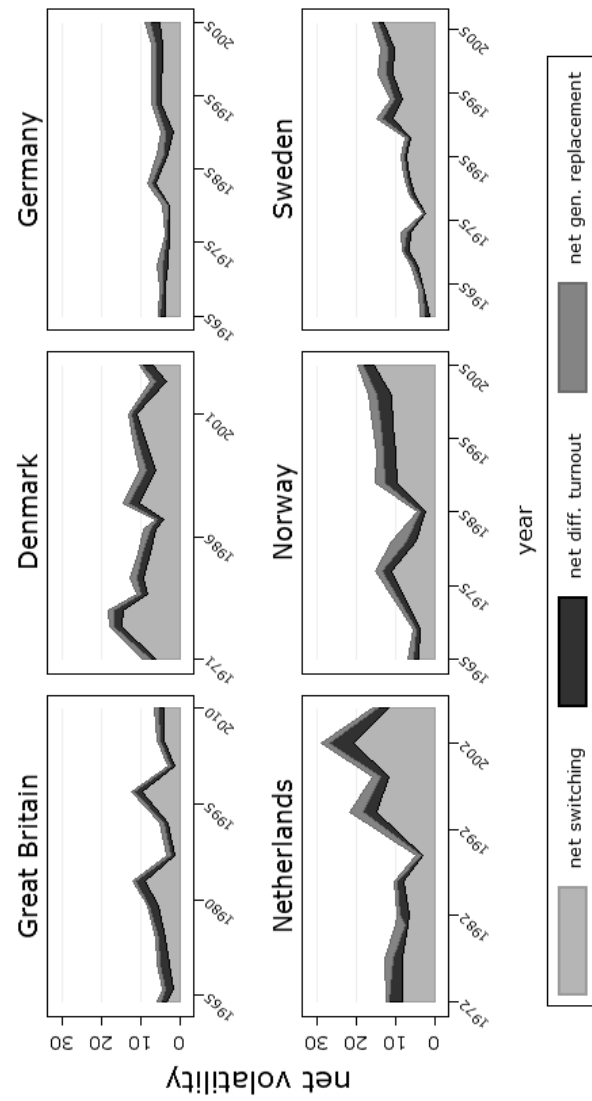 Great Britain
Denmark
Germany
net volatility
0 10 20 30
1965 1980 1995 2010
1971 1986 2001
1965 1975 1985 1995 2005
Netherlands
Norway
Sweden
0 10 20 30
1972 1982 1992 2002
1965 1975 1985 1995 2005
1965 1975 1985 1995 2005
year
net switching
net diff. turnout
net gen. replacement